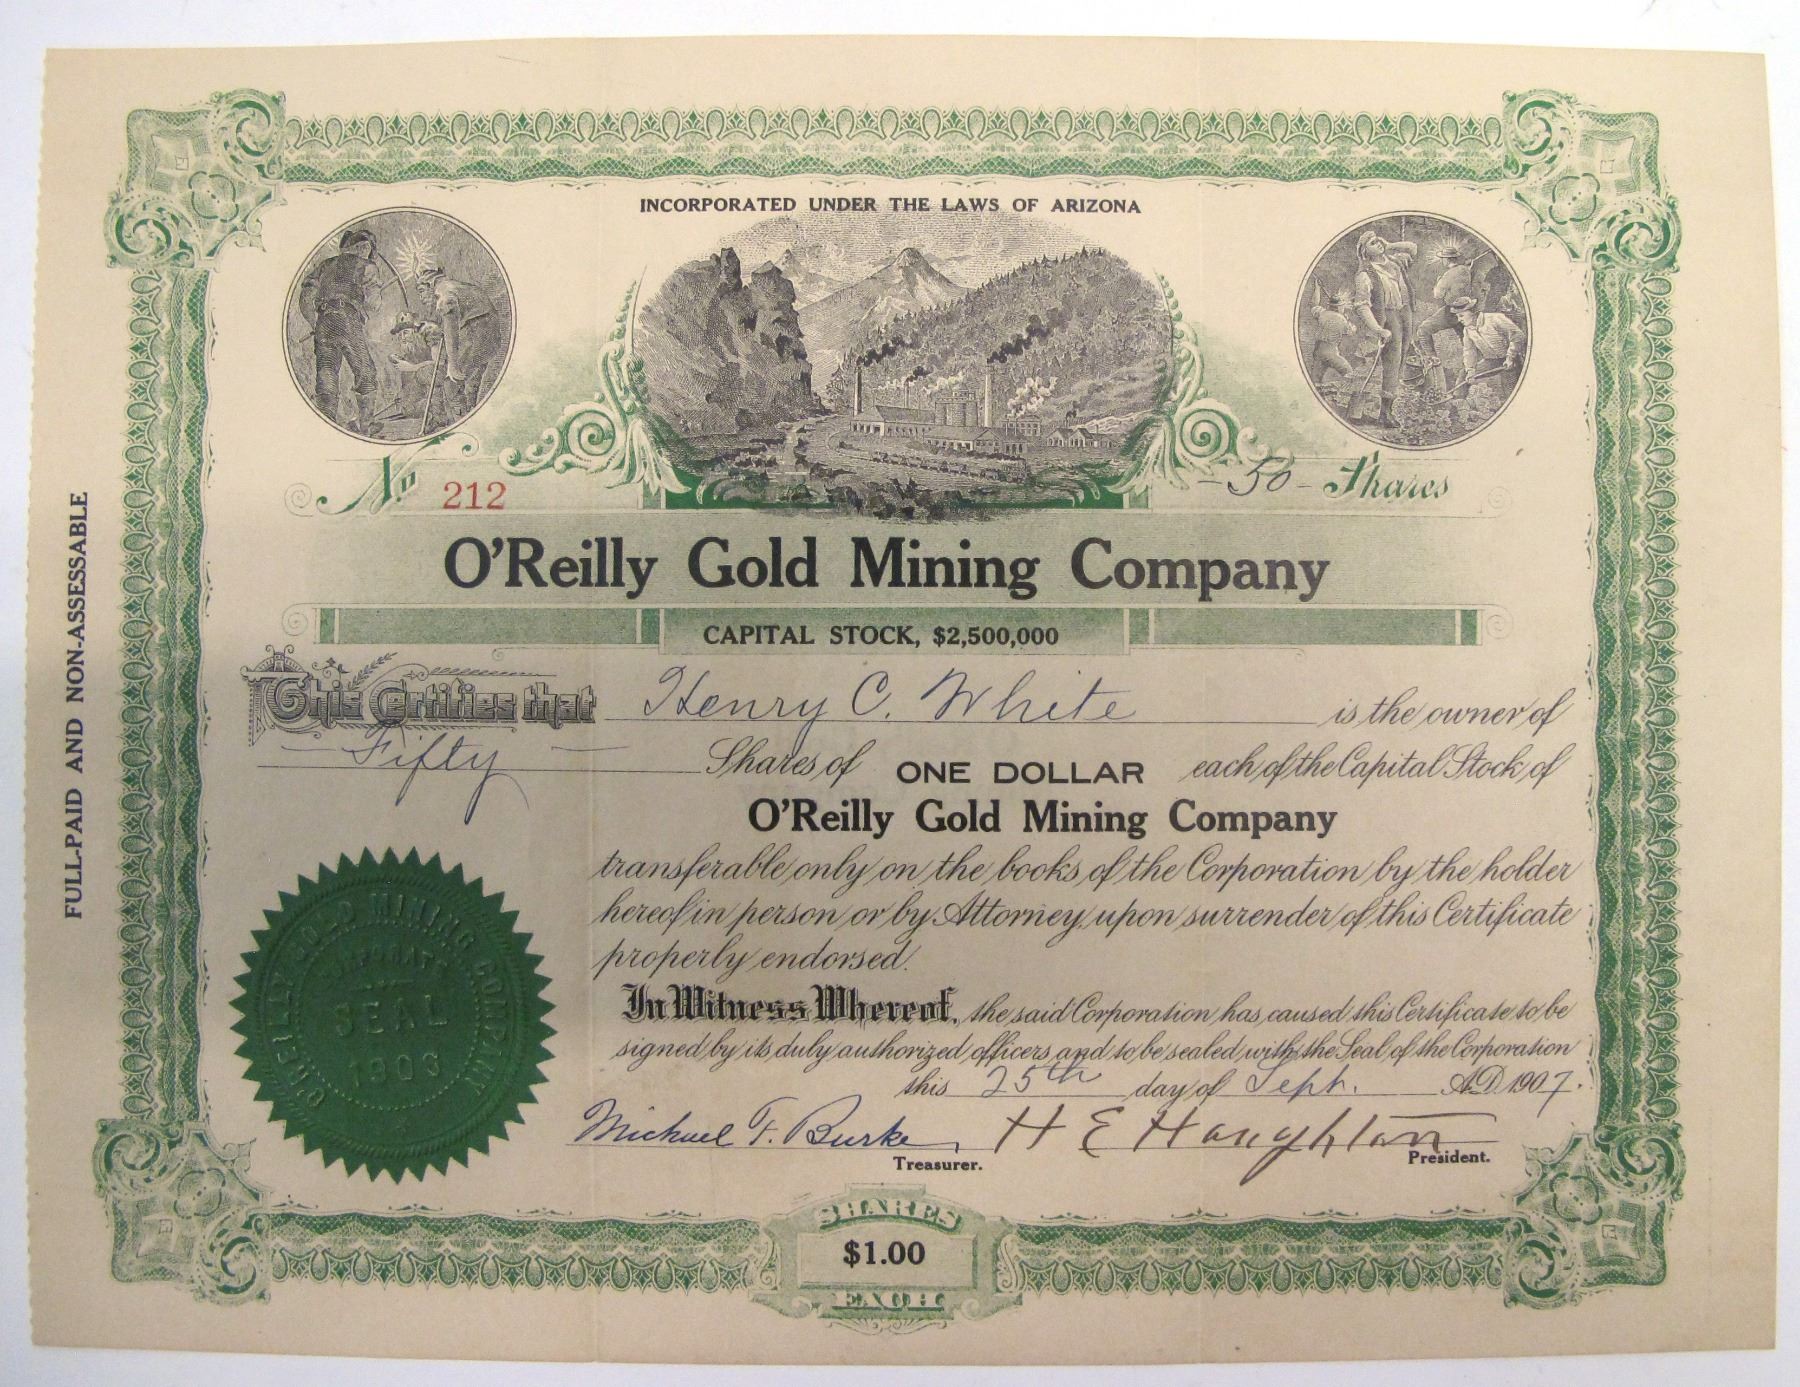 INCORPORATED UNDER THE LAWS OF ARIZONA
No 212
- 50 - Shares
O'Reilly Gold Mining Company
CAPITAL STOCK, $2,500,000
This Certifies that Henry C. White is the owner of
- Fifty - Shares of ONE DOLLAR each of the Capital Stock of
O'Reilly Gold Mining Company
transferable only on the books of the Corporation by the holder
hereof in person or by Attorney upon surrender of this Certificate
properly endorsed.
In Witness Whereof, the said Corporation has caused this Certificate to be
signed by its duly authorized officers and to be sealed with the Seal of the Corporation
this 25th day of Sept. A.D. 1907.
Michael F. Burke, H E Haughton
Treasurer. President.
SHARES
$1.00
EACH
FULL-PAID AND NON-ASSESSABLE
O'REILLY GOLD MINING COMPANY
SEAL